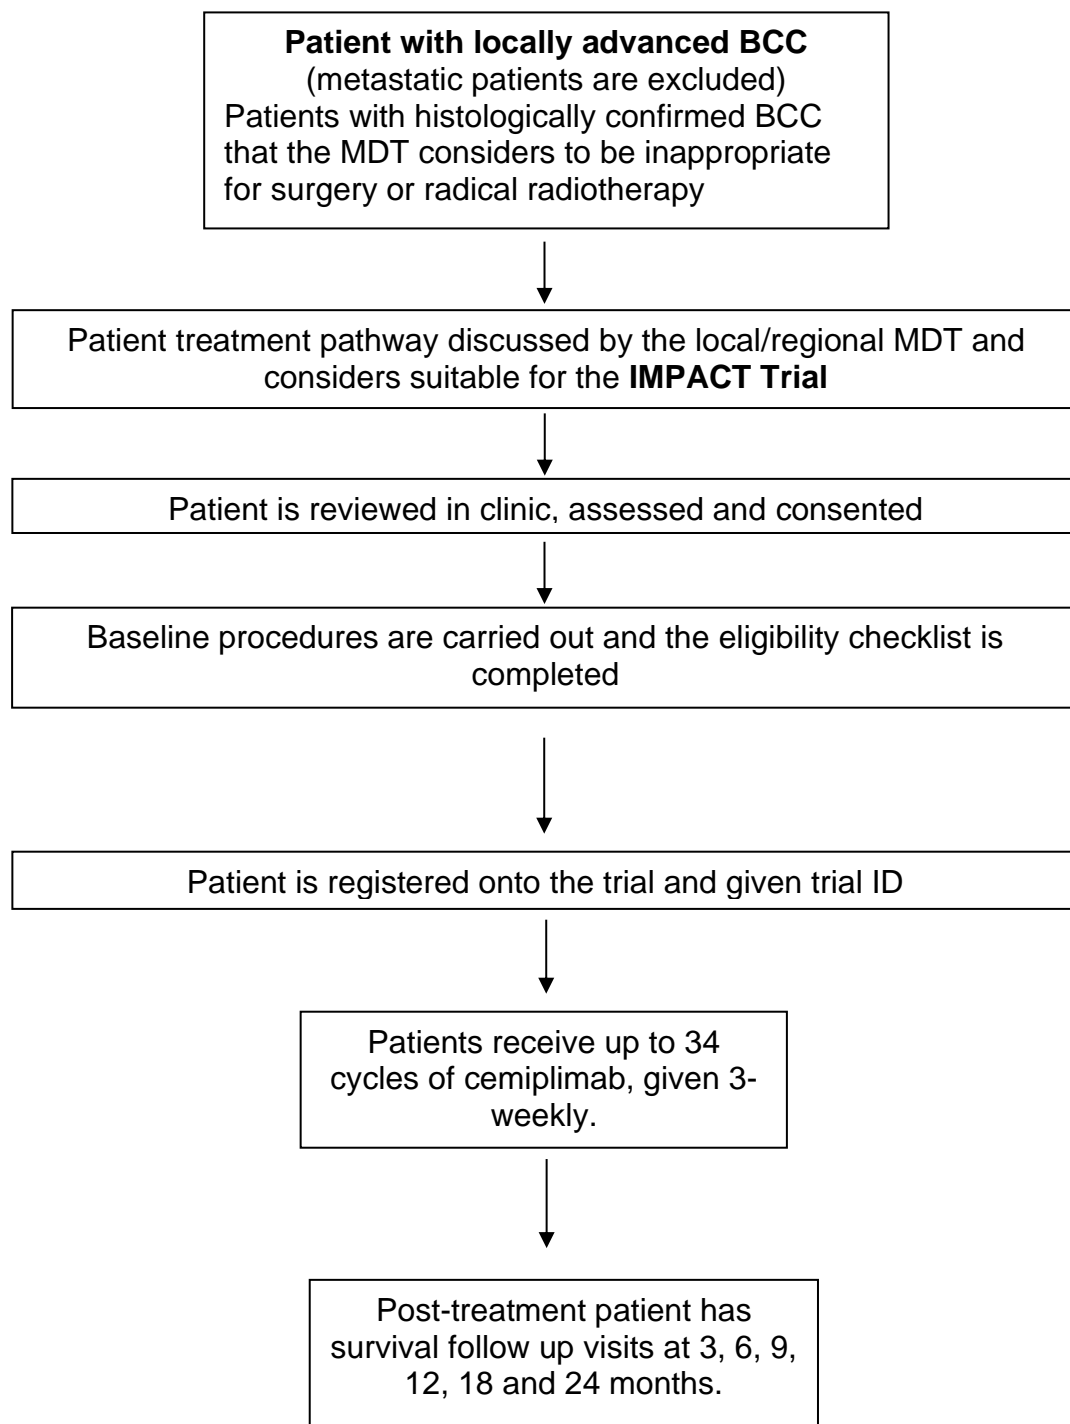 Patient with locally advanced BCC
(metastatic patients are excluded)
Patients with histologically confirmed BCC
that the MDT considers to be inappropriate
for surgery or radical radiotherapy
Patient treatment pathway discussed by the local/regional MDT and
considers suitable for the IMPACT Trial
Patient is reviewed in clinic, assessed and consented
Baseline procedures are carried out and the eligibility checklist is
completed
Patient is registered onto the trial and given trial ID
Patients receive up to 34
cycles of cemiplimab, given 3-
weekly.
Post-treatment patient has
survival follow up visits at 3, 6, 9,
12, 18 and 24 months.